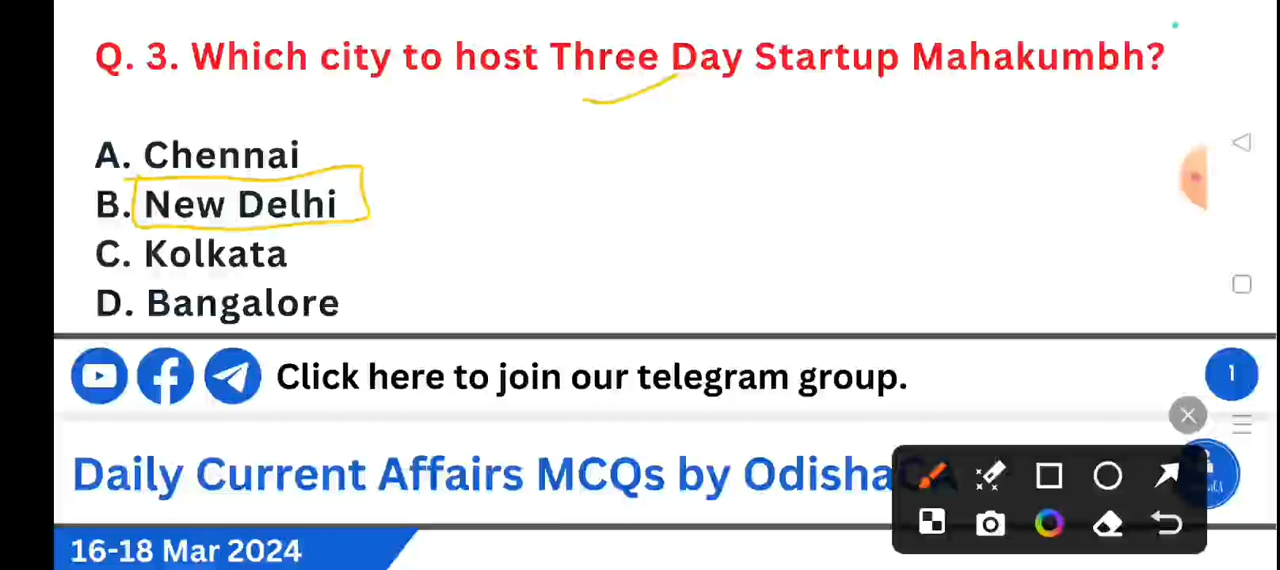 Q. 3. Which city to host Three Day Startup Mahakumbh?
A. Chennai
B. New Delhi
C. Kolkata
D. Bangalore
Click here to join our telegram group.
1
Daily Current Affairs MCQs by Odisha
16-18 Mar 2024